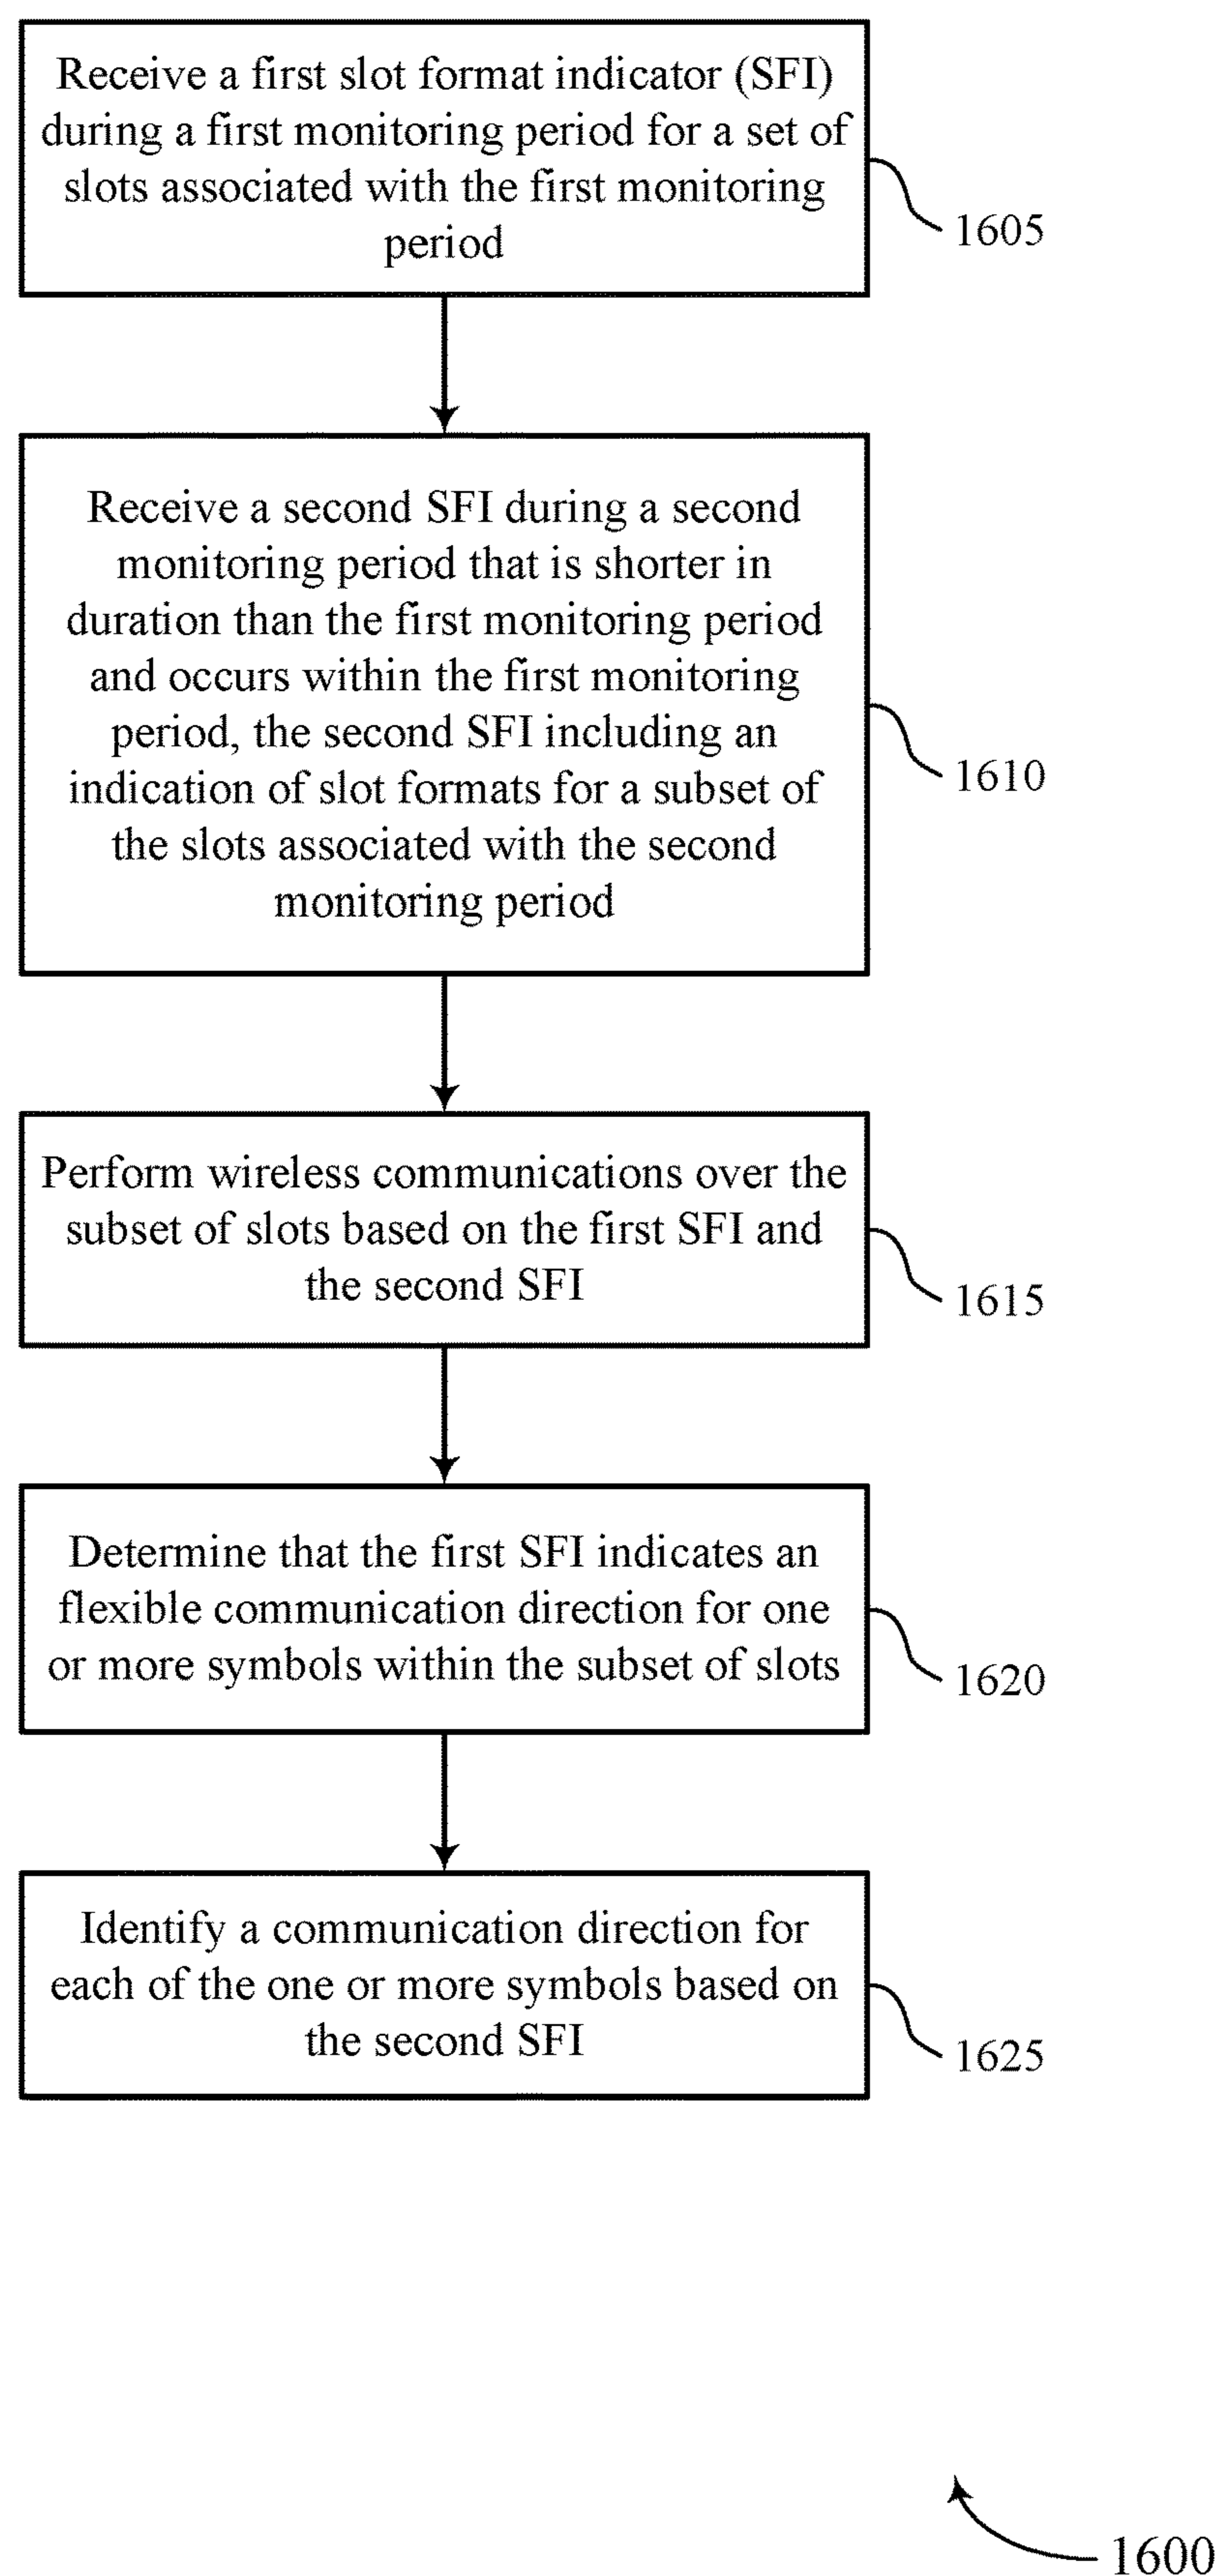 Receive a first slot format indicator (SFI)
during a first monitoring period for a set of
slots associated with the first monitoring
period
1605
Receive a second SFI during a second
monitoring period that is shorter in
duration than the first monitoring period
and occurs within the first monitoring
period, the second SFI including an
indication of slot formats for a subset of
the slots associated with the second
monitoring period
1610
Perform wireless communications over the
subset of slots based on the first SFI and
the second SFI
1615
Determine that the first SFI indicates an
flexible communication direction for one
or more symbols within the subset of slots
1620
Identify a communication direction for
each of the one or more symbols based on
the second SFI
1625
1600